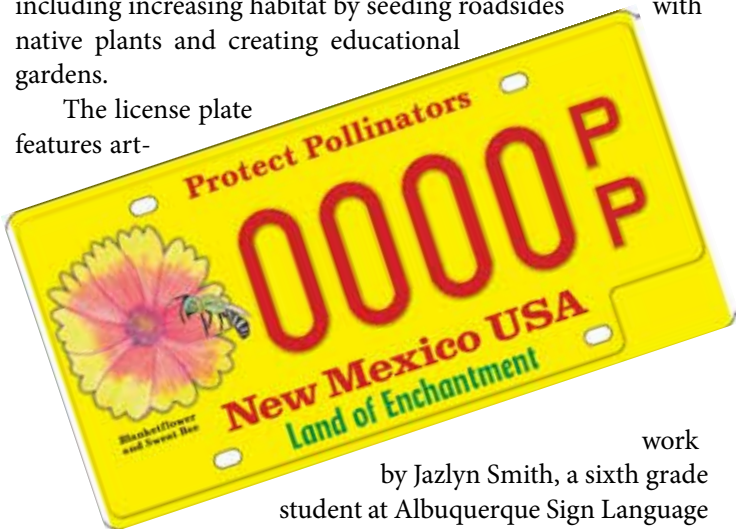 including increasing habitat by seeding roadsides with
native plants and creating educational
gardens.
The license plate
features art-
Protect Pollinators
0000PP
New Mexico USA
Land of Enchantment
Blanketflower
and Sweat Bee
work
by Jazlyn Smith, a sixth grade
student at Albuquerque Sign Language